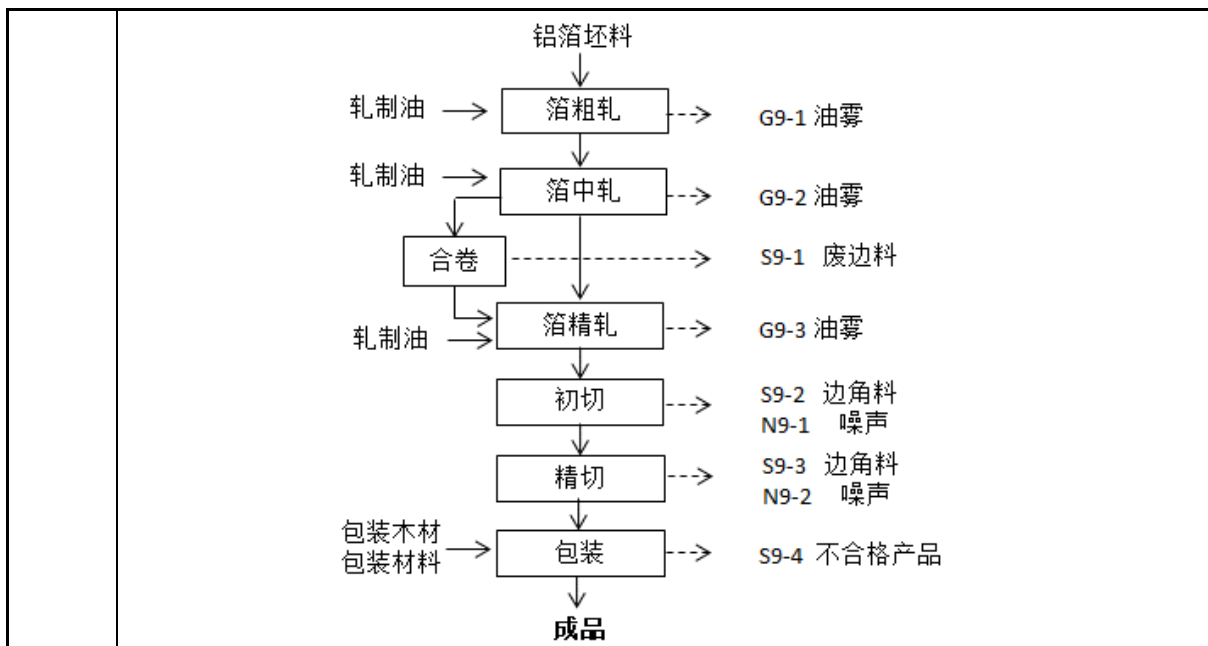 铝箔坯料
轧制油 箔粗轧 G9-1 油雾
轧制油 箔中轧 G9-2 油雾
合卷 S9-1 废边料
轧制油 箔精轧 G9-3 油雾
初切 S9-2 边角料
N9-1 噪声
精切 S9-3 边角料
N9-2 噪声
包装木材
包装材料 包装 S9-4 不合格产品
成品